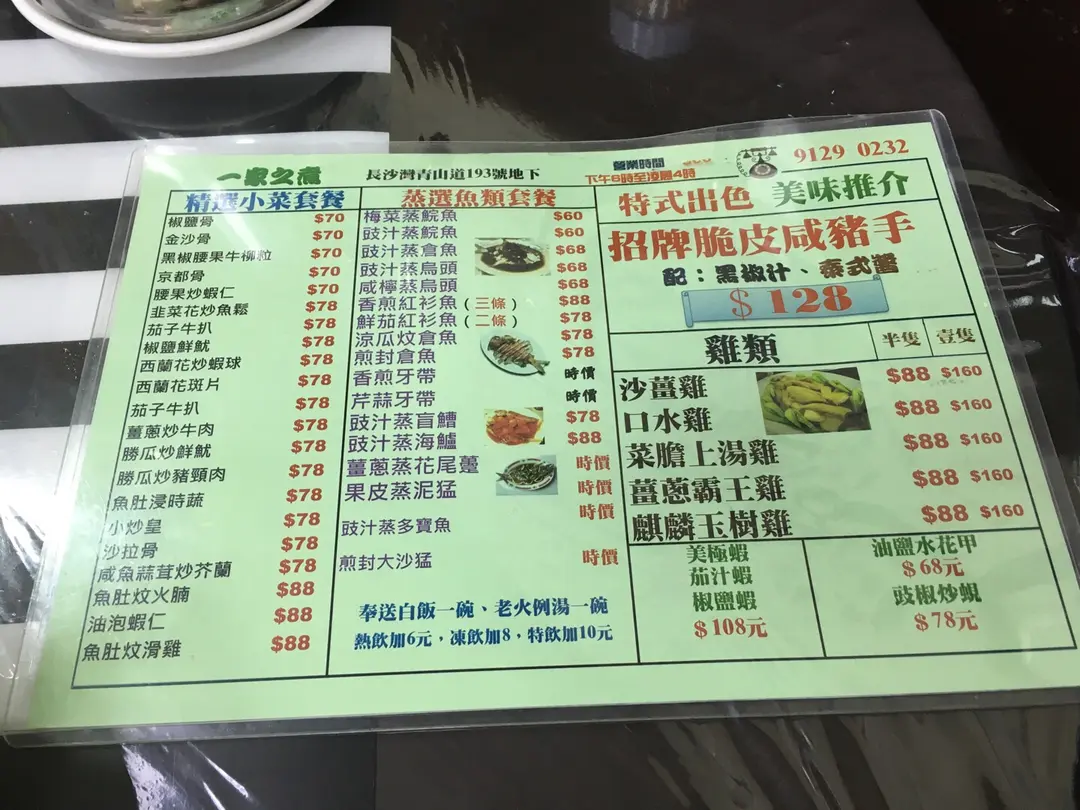 一家之煮 長沙灣青山道193號地下
營業時間
下午6時至凌晨4時
9129 0232
精選小菜套餐
椒鹽骨 $70
金沙骨 $70
黑椒腰果牛柳粒 $70
京都骨 $70
腰果炒蝦仁 $70
韭菜花炒魚鬆 $78
茄子牛扒 $78
椒鹽鮮魷 $78
西蘭花炒蝦球 $78
西蘭花斑片 $78
茄子牛扒 $78
薑蔥炒牛肉 $78
勝瓜炒鮮魷 $78
勝瓜炒豬頸肉 $78
魚肚浸時蔬 $78
小炒皇 $78
沙拉骨 $78
咸魚蒜茸炒芥蘭 $78
魚肚炆火腩 $88
油泡蝦仁 $88
魚肚炆滑雞 $88
蒸選魚類套餐
梅菜蒸鯇魚 $60
豉汁蒸鯇魚 $60
豉汁蒸倉魚 $68
豉汁蒸烏頭 $68
咸檸蒸烏頭 $68
香煎紅衫魚(三條) $88
鮮茄紅衫魚(二條) $78
涼瓜炆倉魚 $78
煎封倉魚 $78
香煎牙帶 時價
芹蒜牙帶 時價
豉汁蒸盲鰽 $78
豉汁蒸海鱸 $88
薑蔥蒸花尾躉 時價
果皮蒸泥猛 時價
豉汁蒸多寶魚 時價
煎封大沙猛 時價
奉送白飯一碗、老火例湯一碗
熱飲加6元，凍飲加8，特飲加10元
特式出色 美味推介
招牌脆皮咸豬手
配：黑椒汁、泰式醬
$128
雞類 半隻 壹隻
沙薑雞 $88 $160
口水雞 $88 $160
菜膽上湯雞 $88 $160
薑蔥霸王雞 $88 $160
麒麟玉樹雞 $88 $160
美極蝦
茄汁蝦
椒鹽蝦
$108元
油鹽水花甲
$68元
豉椒炒蜆
$78元